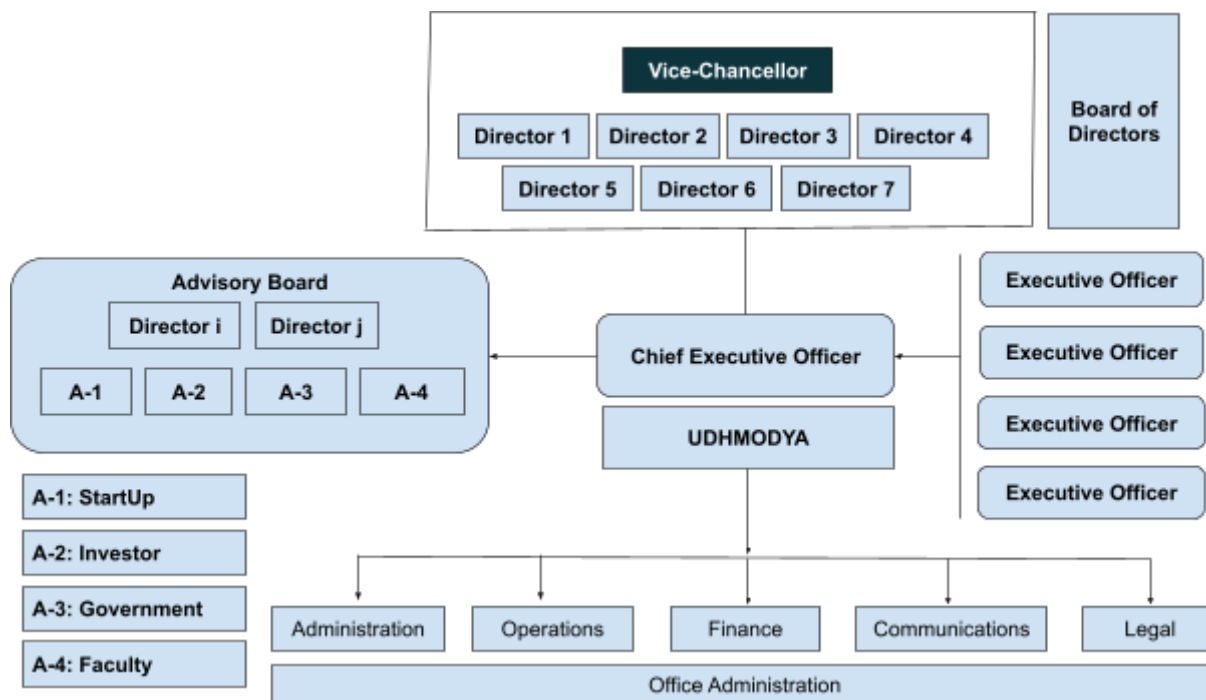 Vice-Chancellor
Board of
Directors
Director 1
Director 2
Director 3
Director 4
Director 5
Director 6
Director 7
Advisory Board
Director i
Director j
A-1
A-2
A-3
A-4
Chief Executive Officer
UDHMODYA
Executive Officer
Executive Officer
Executive Officer
Executive Officer
A-1: StartUp
A-2: Investor
A-3: Government
A-4: Faculty
Administration
Operations
Finance
Communications
Legal
Office Administration